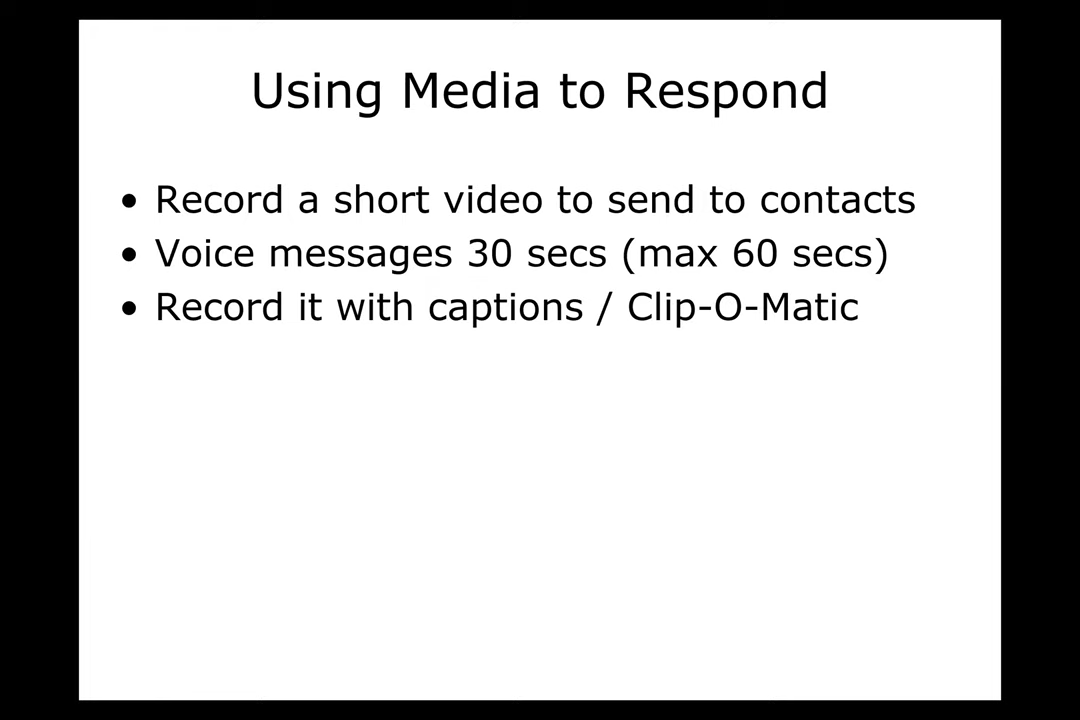 Using Media to Respond
• Record a short video to send to contacts
• Voice messages 30 secs (max 60 secs)
• Record it with captions / Clip-O-Matic